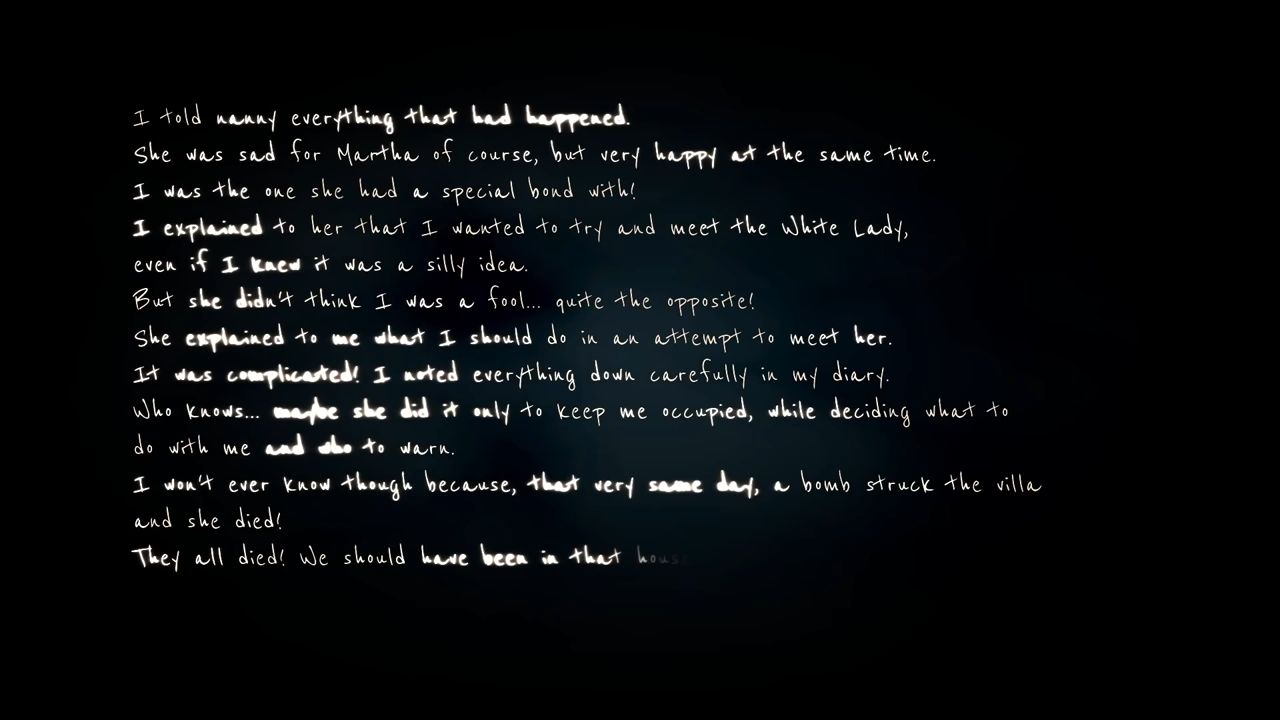 I told nanny everything that had happened.
She was sad for Martha of course, but very happy at the same time.
I was the one she had a special bond with!
I explained to her that I wanted to try and meet the White Lady,
even if I knew it was a silly idea.
But she didn't think I was a fool... quite the opposite!
She explained to me what I should do in an attempt to meet her.
It was complicated! I noted everything down carefully in my diary.
Who knows... maybe she did it only to keep me occupied, while deciding what to
do with me and who to warn.
I won't ever know though because, that very same day, a bomb struck the villa
and she died!
They all died! We should have been in that hous